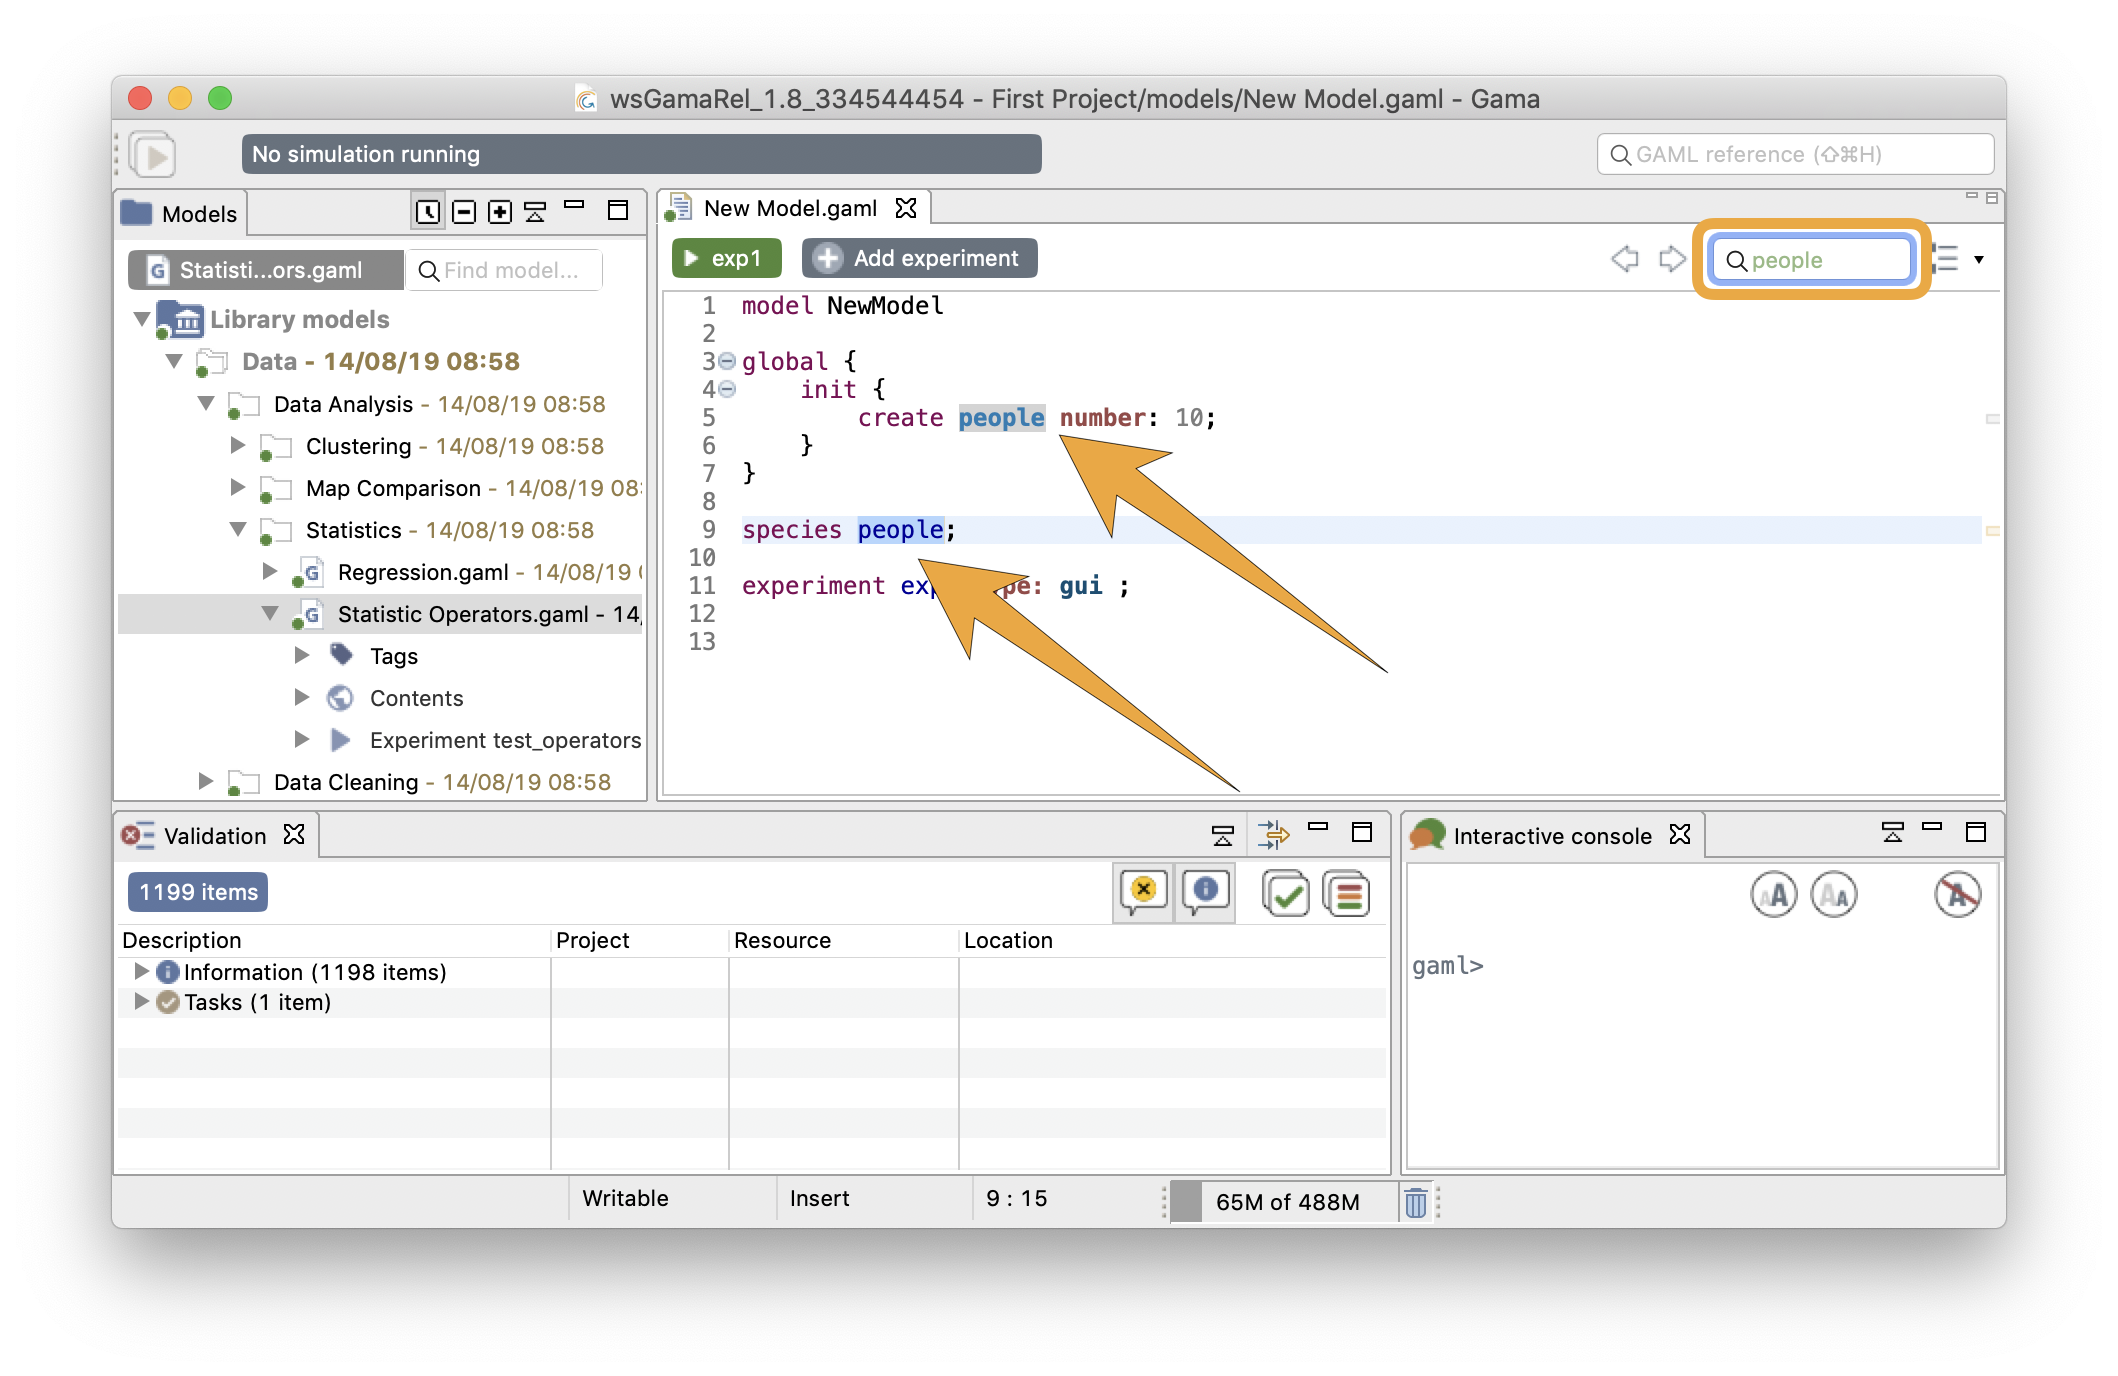 wsGamaRel_1.8_334544454 - First Project/models/New Model.gaml - Gama
No simulation running
GAML reference (⇧⌘H)
Models
Statisti...ors.gaml
Find model...
Library models
Data - 14/08/19 08:58
Data Analysis - 14/08/19 08:58
Clustering - 14/08/19 08:58
Map Comparison - 14/08/19 08:
Statistics - 14/08/19 08:58
Regression.gaml - 14/08/19
Statistic Operators.gaml - 14/
Tags
Contents
Experiment test_operators
Data Cleaning - 14/08/19 08:58
New Model.gaml
exp1
Add experiment
people
1 model NewModel
2
3 global {
4 init {
5 create people number: 10;
6 }
7 }
8
9 species people;
10
11 experiment exp pe: gui ;
12
13
Validation
1199 items
Description Project Resource Location
Information (1198 items)
Tasks (1 item)
Interactive console
gaml>
Writable
Insert
9 : 15
65M of 488M